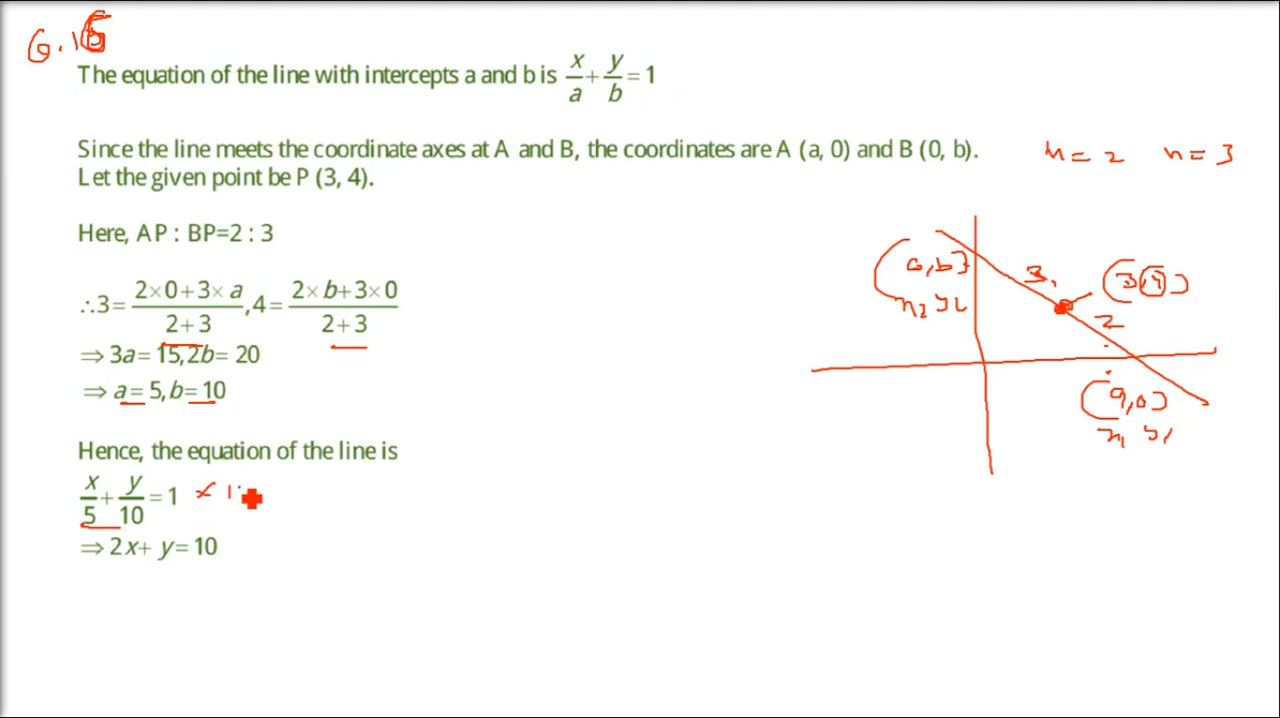 6.16
The equation of the line with intercepts a and b is x/a + y/b = 1
Since the line meets the coordinate axes at A and B, the coordinates are A (a, 0) and B (0, b).
m = 2 n = 3
Let the given point be P (3, 4).
Here, AP : BP=2 : 3
∴3= (2×0+3×a)/(2+3) ,4= (2×b+3×0)/(2+3)
⇒ 3a= 15,2b= 20
⇒ a= 5,b= 10
Hence, the equation of the line is
x/5 + y/10 = 1 × 1
⇒ 2x+ y= 10
(0,b)
x2 y2
3
(3,4)
2
(a,0)
x1 y1